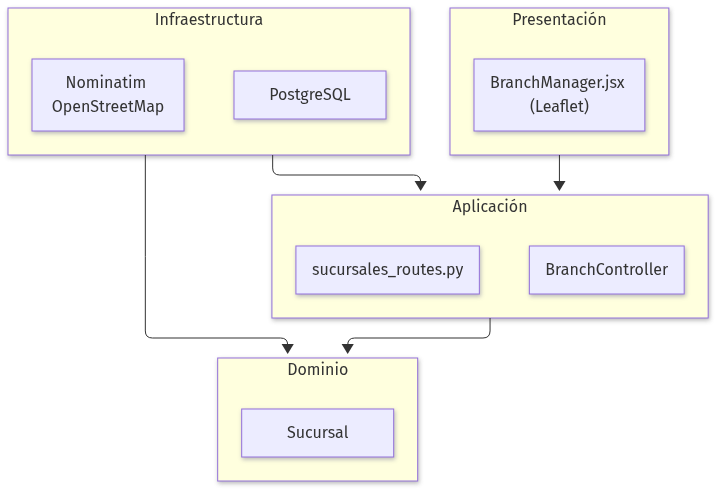 Infraestructura
Nominatim
OpenStreetMap
PostgreSQL
Presentación
BranchManager.jsx
(Leaflet)
Aplicación
sucursales_routes.py
BranchController
Dominio
Sucursal